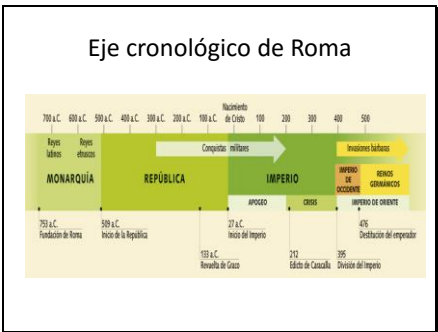 Eje cronológico de Roma
Nacimiento
de Cristo
700 a.C. 600 a.C. 500 a.C. 400 a.C. 300 a.C. 200 a.C. 100 a.C. 100 200 300 400 500
Reyes
latinos
Reyes
etruscos
Conquistas militares
Invasiones bárbaras
MONARQUÍA
REPÚBLICA
IMPERIO
IMPERIO
DE
OCCIDENTE
REINOS
GERMÁNICOS
APOGEO
CRISIS
IMPERIO DE ORIENTE
753 a.C.
Fundación de Roma
509 a.C.
Inicio de la República
27 a.C.
Inicio del Imperio
476
Destitución del emperador
133 a.C.
Revuelta de Graco
212
Edicto de Caracalla
395
División del Imperio